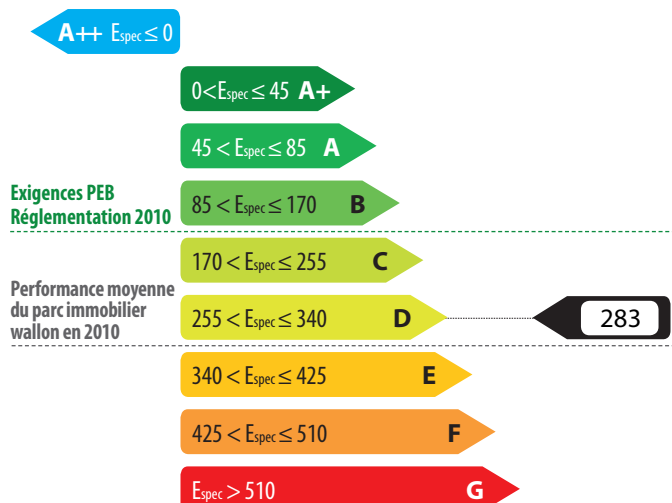 A++ Espec ≤ 0
0<Espec ≤ 45 A+
45 < Espec ≤ 85 A
Exigences PEB
Réglementation 2010
85 < Espec ≤ 170 B
170 < Espec ≤ 255 C
Performance moyenne
du parc immobilier
wallon en 2010
255 < Espec ≤ 340 D
283
340 < Espec ≤ 425 E
425 < Espec ≤ 510 F
Espec > 510 G